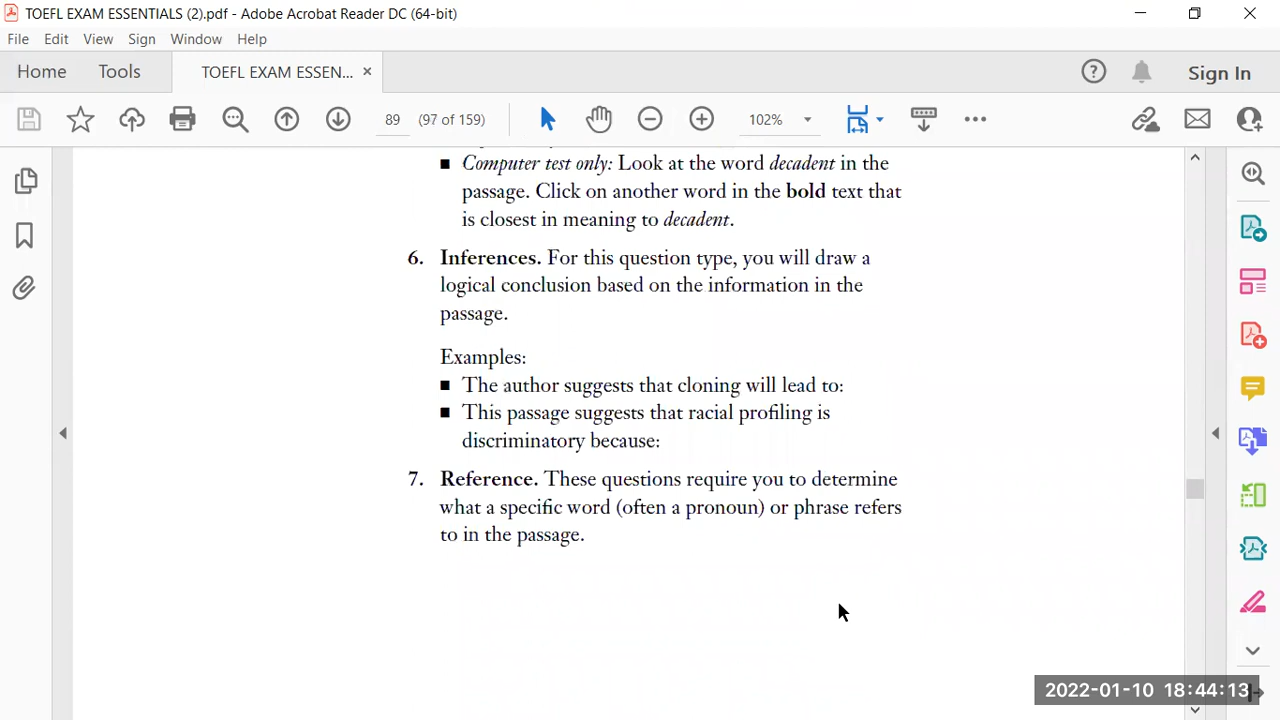 TOEFL EXAM ESSENTIALS (2).pdf - Adobe Acrobat Reader DC (64-bit)
File Edit View Sign Window Help
Home Tools TOEFL EXAM ESSEN... × Sign In
89 (97 of 159) 102%
■ Computer test only: Look at the word decadent in the
passage. Click on another word in the bold text that
is closest in meaning to decadent.
6. Inferences. For this question type, you will draw a
logical conclusion based on the information in the
passage.
Examples:
■ The author suggests that cloning will lead to:
■ This passage suggests that racial profiling is
discriminatory because:
7. Reference. These questions require you to determine
what a specific word (often a pronoun) or phrase refers
to in the passage.
2022-01-10 18:44:13